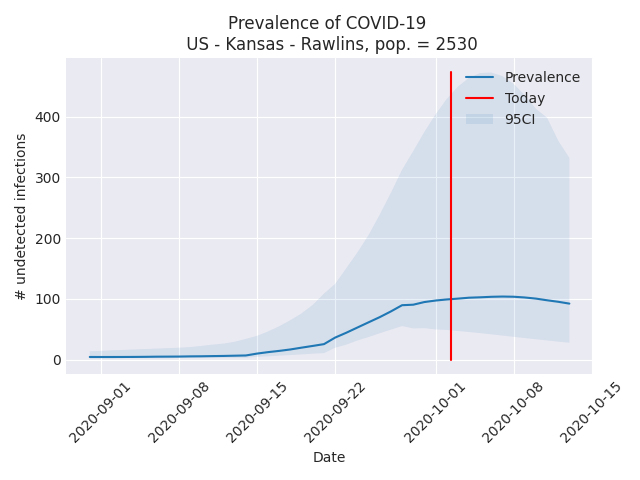 Prevalence of COVID-19
US - Kansas - Rawlins, pop. = 2530
Prevalence
Today
95CI
# undetected infections
400
300
200
100
0
2020-09-01
2020-09-08
2020-09-15
2020-09-22
2020-10-01
2020-10-08
2020-10-15
Date